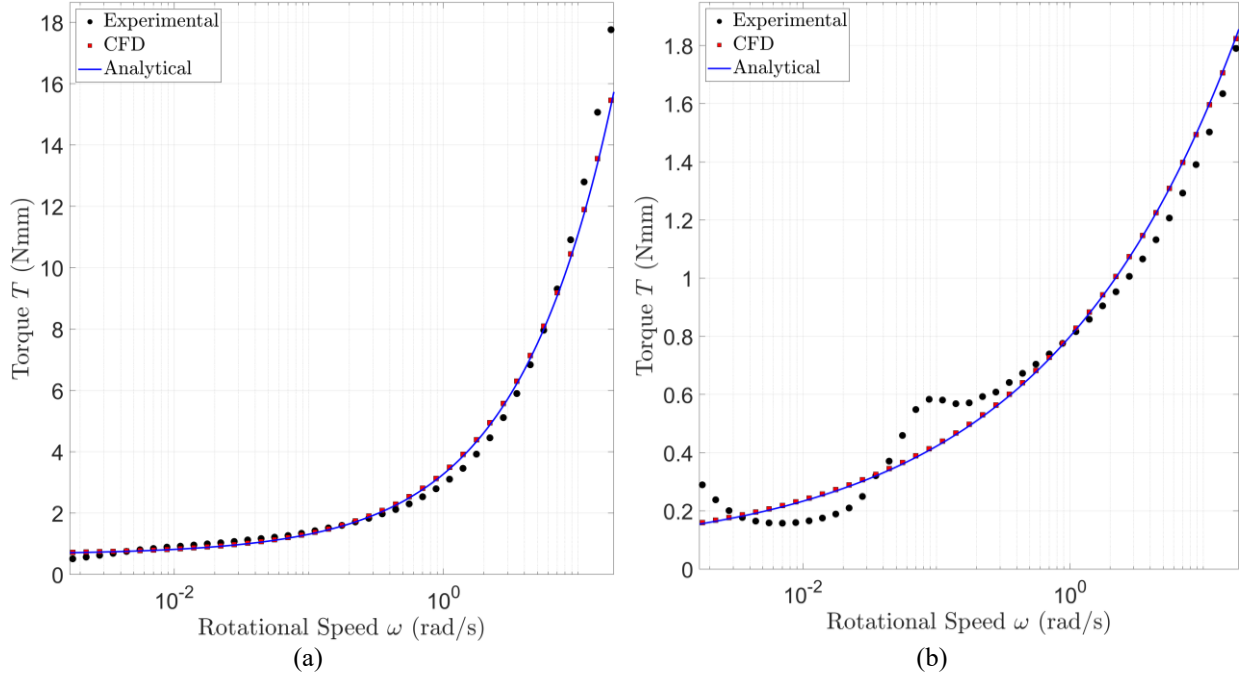 Experimental
CFD
Analytical
18
16
14
12
10
8
6
4
2
0
Torque T (Nmm)
10^-2
10^0
Rotational Speed ω (rad/s)
(a)
Experimental
CFD
Analytical
1.8
1.6
1.4
1.2
1
0.8
0.6
0.4
0.2
0
Torque T (Nmm)
10^-2
10^0
Rotational Speed ω (rad/s)
(b)